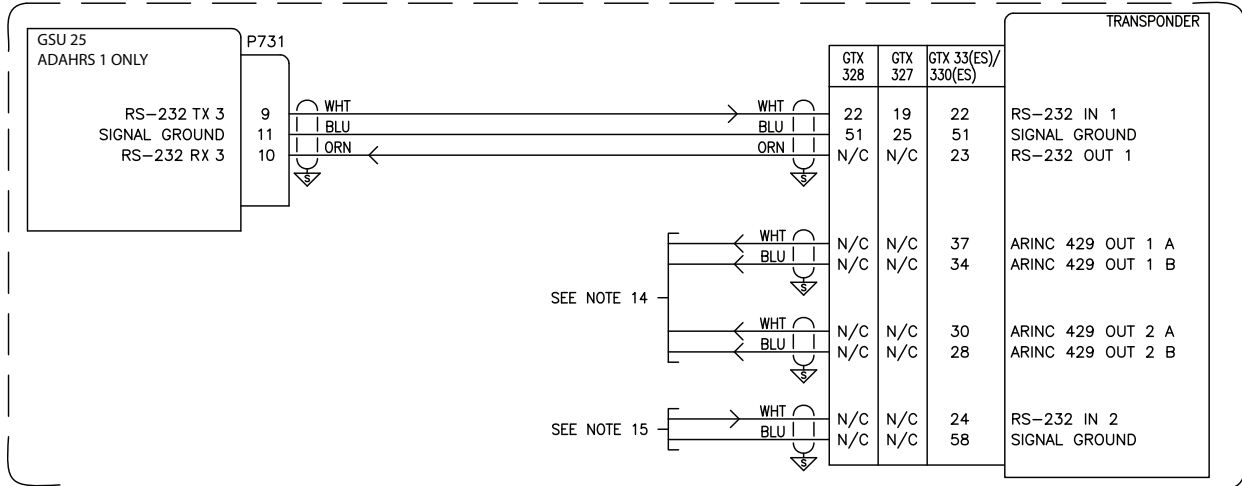 TRANSPONDER
GSU 25
ADAHRS 1 ONLY
P731
GTX 328
GTX 327
GTX 33(ES)/ 330(ES)
RS-232 TX 3 9 WHT WHT 22 19 22 RS-232 IN 1
SIGNAL GROUND 11 BLU BLU 51 25 51 SIGNAL GROUND
RS-232 RX 3 10 ORN ORN N/C N/C 23 RS-232 OUT 1
S S
WHT N/C N/C 37 ARINC 429 OUT 1 A
BLU N/C N/C 34 ARINC 429 OUT 1 B
S
SEE NOTE 14
WHT N/C N/C 30 ARINC 429 OUT 2 A
BLU N/C N/C 28 ARINC 429 OUT 2 B
S
SEE NOTE 15
WHT N/C N/C 24 RS-232 IN 2
BLU N/C N/C 58 SIGNAL GROUND
S